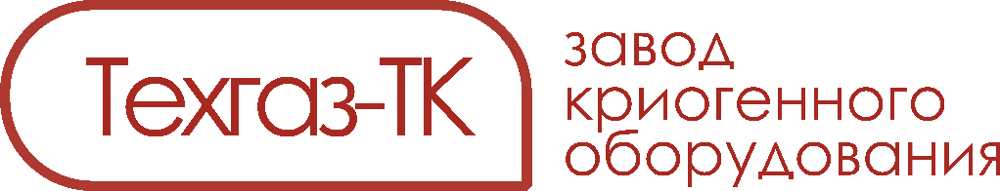 Техгаз-ТК
завод
криогенного
оборудования